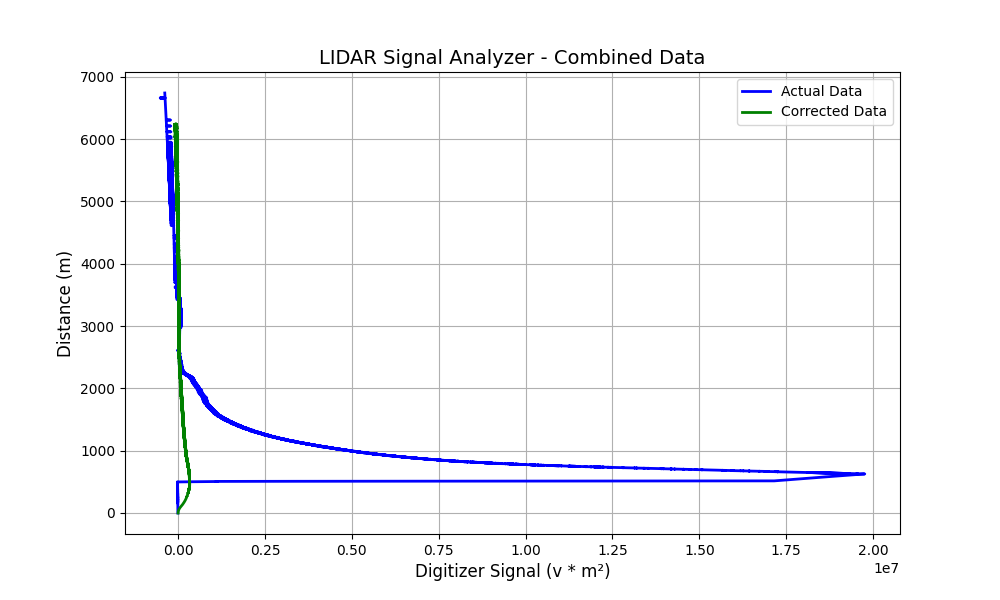 LIDAR Signal Analyzer - Combined Data
Actual Data
Corrected Data
7000
6000
5000
4000
3000
2000
1000
0
Distance (m)
0.00 0.25 0.50 0.75 1.00 1.25 1.50 1.75 2.00
1e7
Digitizer Signal (v * m²)